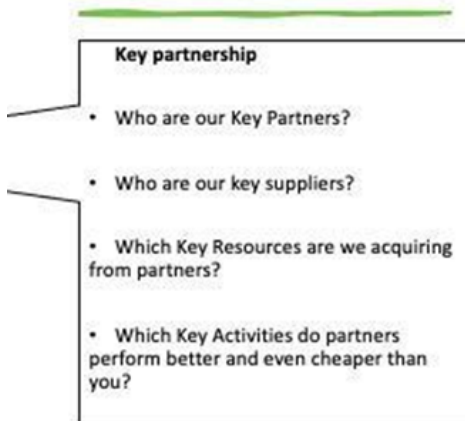 Key partnership
• Who are our Key Partners?
• Who are our key suppliers?
• Which Key Resources are we acquiring
from partners?
• Which Key Activities do partners
perform better and even cheaper than
you?